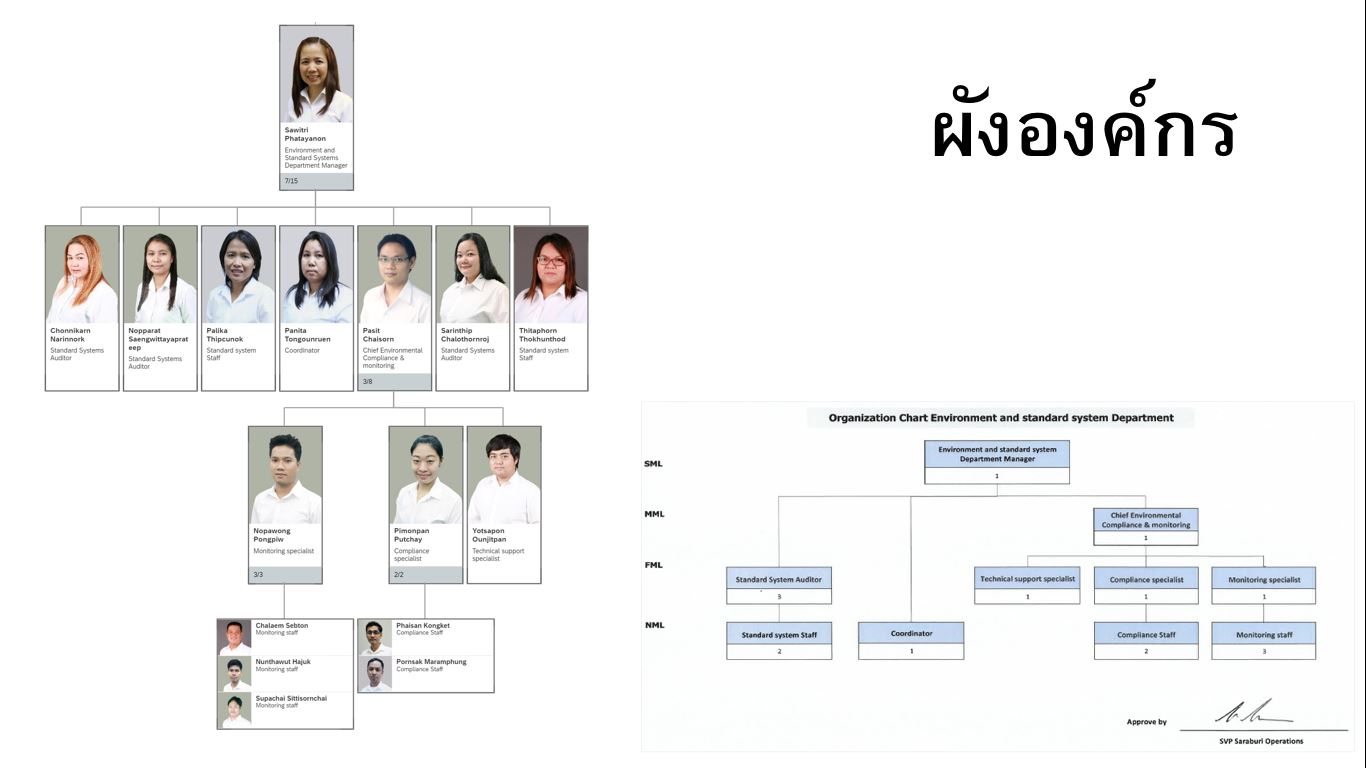 ผังองค์กร
Sawitri
Phatayanon
Environment and
Standard Systems
Department Manager
7/15
Chonnikarn
Narinnork
Standard Systems
Auditor
Nopparat
Saengwittayaprat
eep
Standard Systems
Auditor
Palika
Thipcunok
Standard system
Staff
Panita
Tongounruen
Coordinator
Pasit
Chaisorn
Chief Environmental
Compliance &
monitoring
3/8
Sarinthip
Chalothornroj
Standard Systems
Auditor
Thitaphorn
Thokhunthod
Standard system
Staff
Nopawong
Pongpiw
Monitoring specialist
3/3
Pimonpan
Putchay
Compliance
specialist
2/2
Yotsapon
Ounjitpan
Technical support
specialist
Chalaem Sebton
Monitoring staff
Nunthawut Hajuk
Monitoring staff
Supachai Sittisornchai
Monitoring staff
Phaisan Kongket
Compliance Staff
Pornsak Maramphung
Compliance Staff
Organization Chart Environment and standard system Department
SML
Environment and standard system
Department Manager
1
MML
Chief Environmental
Compliance & monitoring
1
FML
Standard System Auditor
3
Technical support specialist
1
Compliance specialist
1
Monitoring specialist
1
NML
Standard system Staff
2
Coordinator
1
Compliance Staff
2
Monitoring staff
3
Approve by
SVP Saraburi Operations